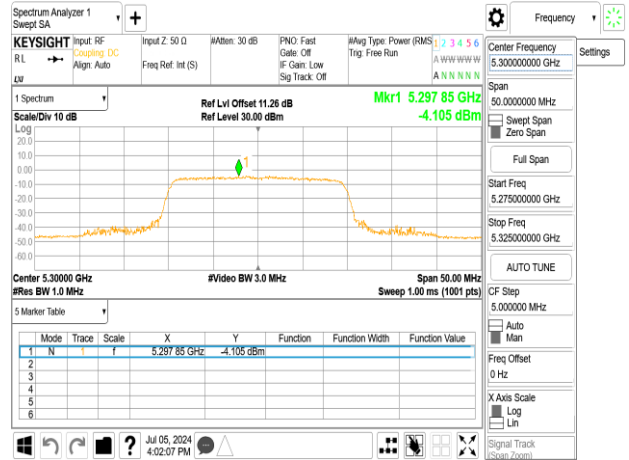 Spectrum Analyzer 1
Swept SA
Frequency
KEYSIGHT
RL
Input: RF
Coupling: DC
Align: Auto
Input Z: 50 Ω
Freq Ref: Int (S)
#Atten: 30 dB
PNO: Fast
Gate: Off
IF Gain: Low
Sig Track: Off
#Avg Type: Power (RMS
Trig: Free Run
1 2 3 4 5 6
A W W W W W
A N N N N N
LW
1 Spectrum
Scale/Div 10 dB
Ref Lvl Offset 11.26 dB
Ref Level 30.00 dBm
Mkr1 5.297 85 GHz
-4.105 dBm
Log
20.0
10.0
0.00
-10.0
-20.0
-30.0
-40.0
-50.0
-60.0
1
Center 5.30000 GHz
#Res BW 1.0 MHz
#Video BW 3.0 MHz
Span 50.00 MHz
Sweep 1.00 ms (1001 pts)
5 Marker Table
Mode Trace Scale X Y Function Function Width Function Value
1 N 1 f 5.297 85 GHz -4.105 dBm
2
3
4
5
6
Jul 05, 2024
4:02:07 PM
Center Frequency
5.300000000 GHz
Settings
Span
50.0000000 MHz
Swept Span
Zero Span
Full Span
Start Freq
5.275000000 GHz
Stop Freq
5.325000000 GHz
AUTO TUNE
CF Step
5.000000 MHz
Auto
Man
Freq Offset
0 Hz
X Axis Scale
Log
Lin
Signal Track
(Span Zoom)